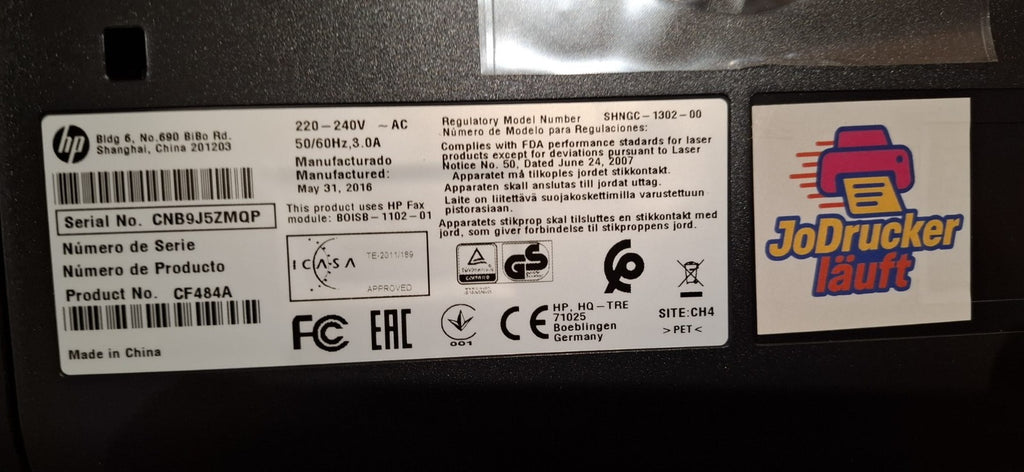 hp
Bldg 6, No.690 BiBo Rd.
Shanghai, China 201203
Serial No. CNB9J5ZMQP
Número de Serie
Número de Producto
Product No. CF484A
Made in China
220-240V ~ AC
50/60Hz,3.0A
Manufacturado
Manufactured:
May 31, 2016
This product uses HP Fax
module: BOISB-1102-01
ICASA
TE-2011/189
APPROVED
FC
EAC
Regulatory Model Number SHNGC-1302-00
Número de Modelo para Regulaciones:
Complies with FDA performance stadards for laser
products except for deviations pursuant to Laser
Notice No. 50, Dated June 24, 2007
Apparatet må tilkoples jordet stikkontakt.
Apparaten skall anslutas till jordat uttag.
Laite on liitettävä suojakoskettimilla varustettuun
pistorasiaan.
Apparatets stikprop skal tilsluttes en stikkontakt med
jord, som giver forbindelse til stikproppens jord.
GS
001
CE
HP, HQ-TRE
71025
Boeblingen
Germany
SITE:CH4
>PET<
JoDrucker
läuft